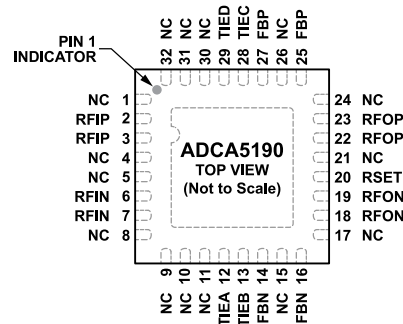 32 NC
31 NC
30 NC
29 TIED
28 TIEC
27 FBP
26 NC
25 FBP
PIN 1
INDICATOR
NC 1
RFIP 2
RFIP 3
NC 4
NC 5
RFIN 6
RFIN 7
NC 8
ADCA5190
TOP VIEW
(Not to Scale)
24 NC
23 RFOP
22 RFOP
21 NC
20 RSET
19 RFON
18 RFON
17 NC
NC 9
NC 10
NC 11
TIEA 12
TIEB 13
FBN 14
NC 15
FBN 16